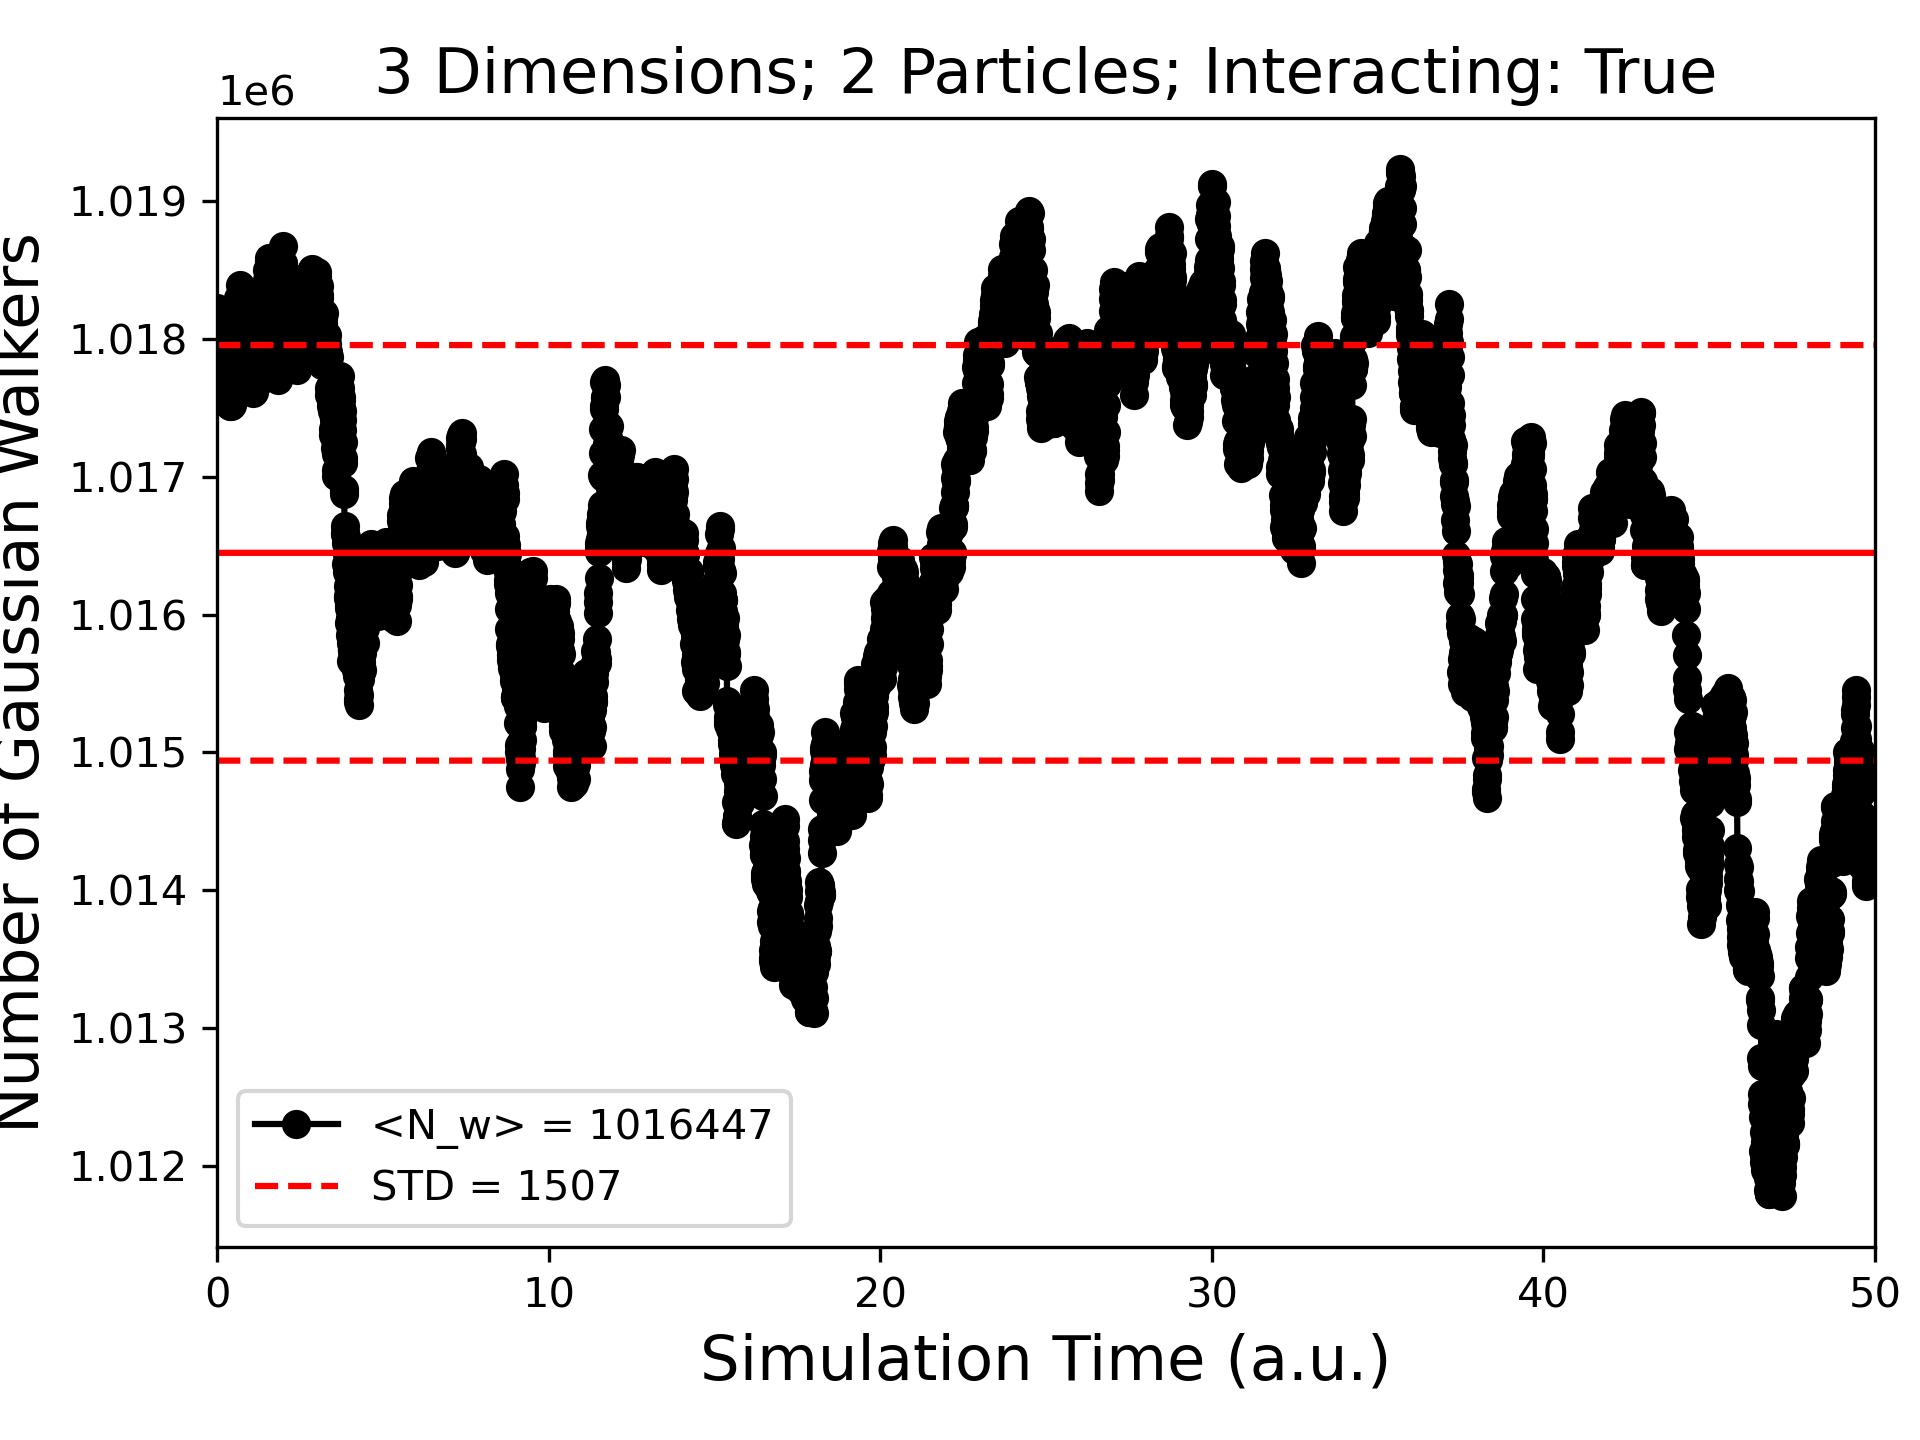 3 Dimensions; 2 Particles; Interacting: True
1e6
Number of Gaussian Walkers
1.019
1.018
1.017
1.016
1.015
1.014
1.013
1.012
<N_w> = 1016447
STD = 1507
0 10 20 30 40 50
Simulation Time (a.u.)